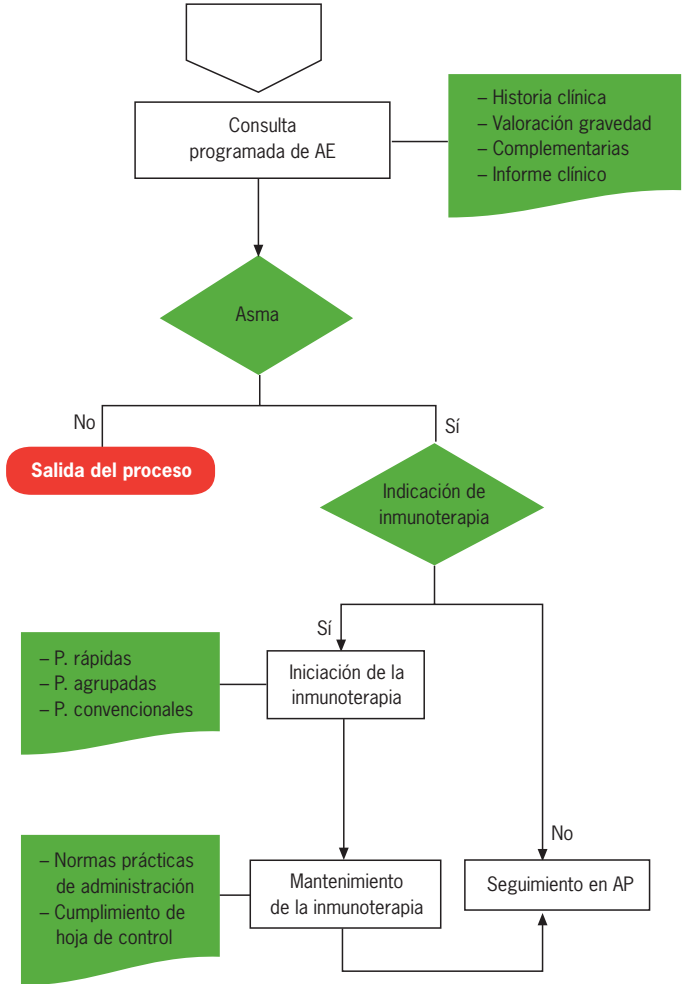 Consulta
programada de AE
– Historia clínica
– Valoración gravedad
– Complementarias
– Informe clínico
Asma
No
Sí
Salida del proceso
Indicación de
inmunoterapia
Sí
– P. rápidas
– P. agrupadas
– P. convencionales
Iniciación de la
inmunoterapia
No
– Normas prácticas
de administración
– Cumplimiento de
hoja de control
Mantenimiento
de la inmunoterapia
Seguimiento en AP